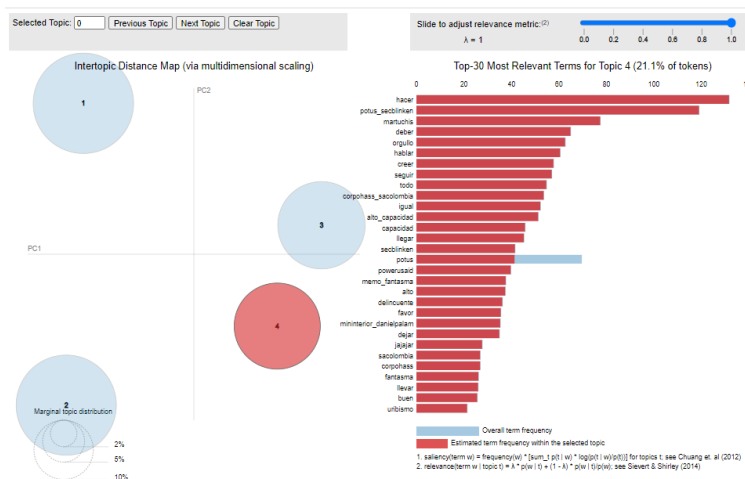 Selected Topic: 0 Previous Topic Next Topic Clear Topic
Slide to adjust relevance metric:(2)
λ = 1
0.0 0.2 0.4 0.6 0.8 1.0
Intertopic Distance Map (via multidimensional scaling)
PC2
PC1
1
3
4
2
Marginal topic distribution
2%
5%
10%
Top-30 Most Relevant Terms for Topic 4 (21.1% of tokens)
0 20 40 60 80 100 120
hacer
potus_secblinken
martuchis
deber
orgullo
hablar
creer
seguir
todo
corpohass_sacolombia
igual
alto_capacidad
capacidad
llegar
secblinken
potus
powerusaid
memo_fantasma
alto
delincuente
favor
mininterior_danielpalam
dejar
jajajar
sacolombia
corpohass
fantasma
llevar
buen
uribismo
Overall term frequency
Estimated term frequency within the selected topic
1. saliency(term w) = frequency(w) * [sum_t p(t | w) * log(p(t | w)/p(t))] for topics t; see Chuang et. al (2012)
2. relevance(term w | topic t) = λ * p(w | t) + (1 - λ) * p(w | t)/p(w); see Sievert & Shirley (2014)